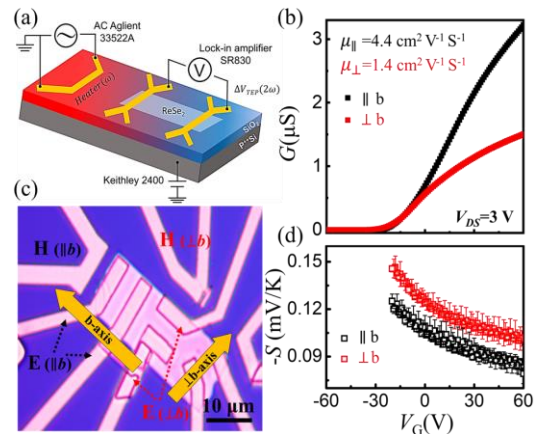 (a)
AC Aglient
33522A
Lock-in amplifier
SR830
V
ΔV_TEP(2ω)
Heater(ω)
ReSe₂
SiO₂
P⁺⁺Si
Keithley 2400
(b)
μ∥=4.4 cm² V⁻¹ S⁻¹
μ⊥=1.4 cm² V⁻¹ S⁻¹
∥ b
⊥ b
V_DS=3 V
G(μS)
3
2
1
0
(c)
H (∥b)
H (⊥b)
b-axis
⊥b-axis
E (∥b)
E (⊥b)
10 μm
(d)
-S (mV/K)
0.15
0.12
0.09
∥ b
⊥ b
-60 -30 0 30 60
V_G(V)